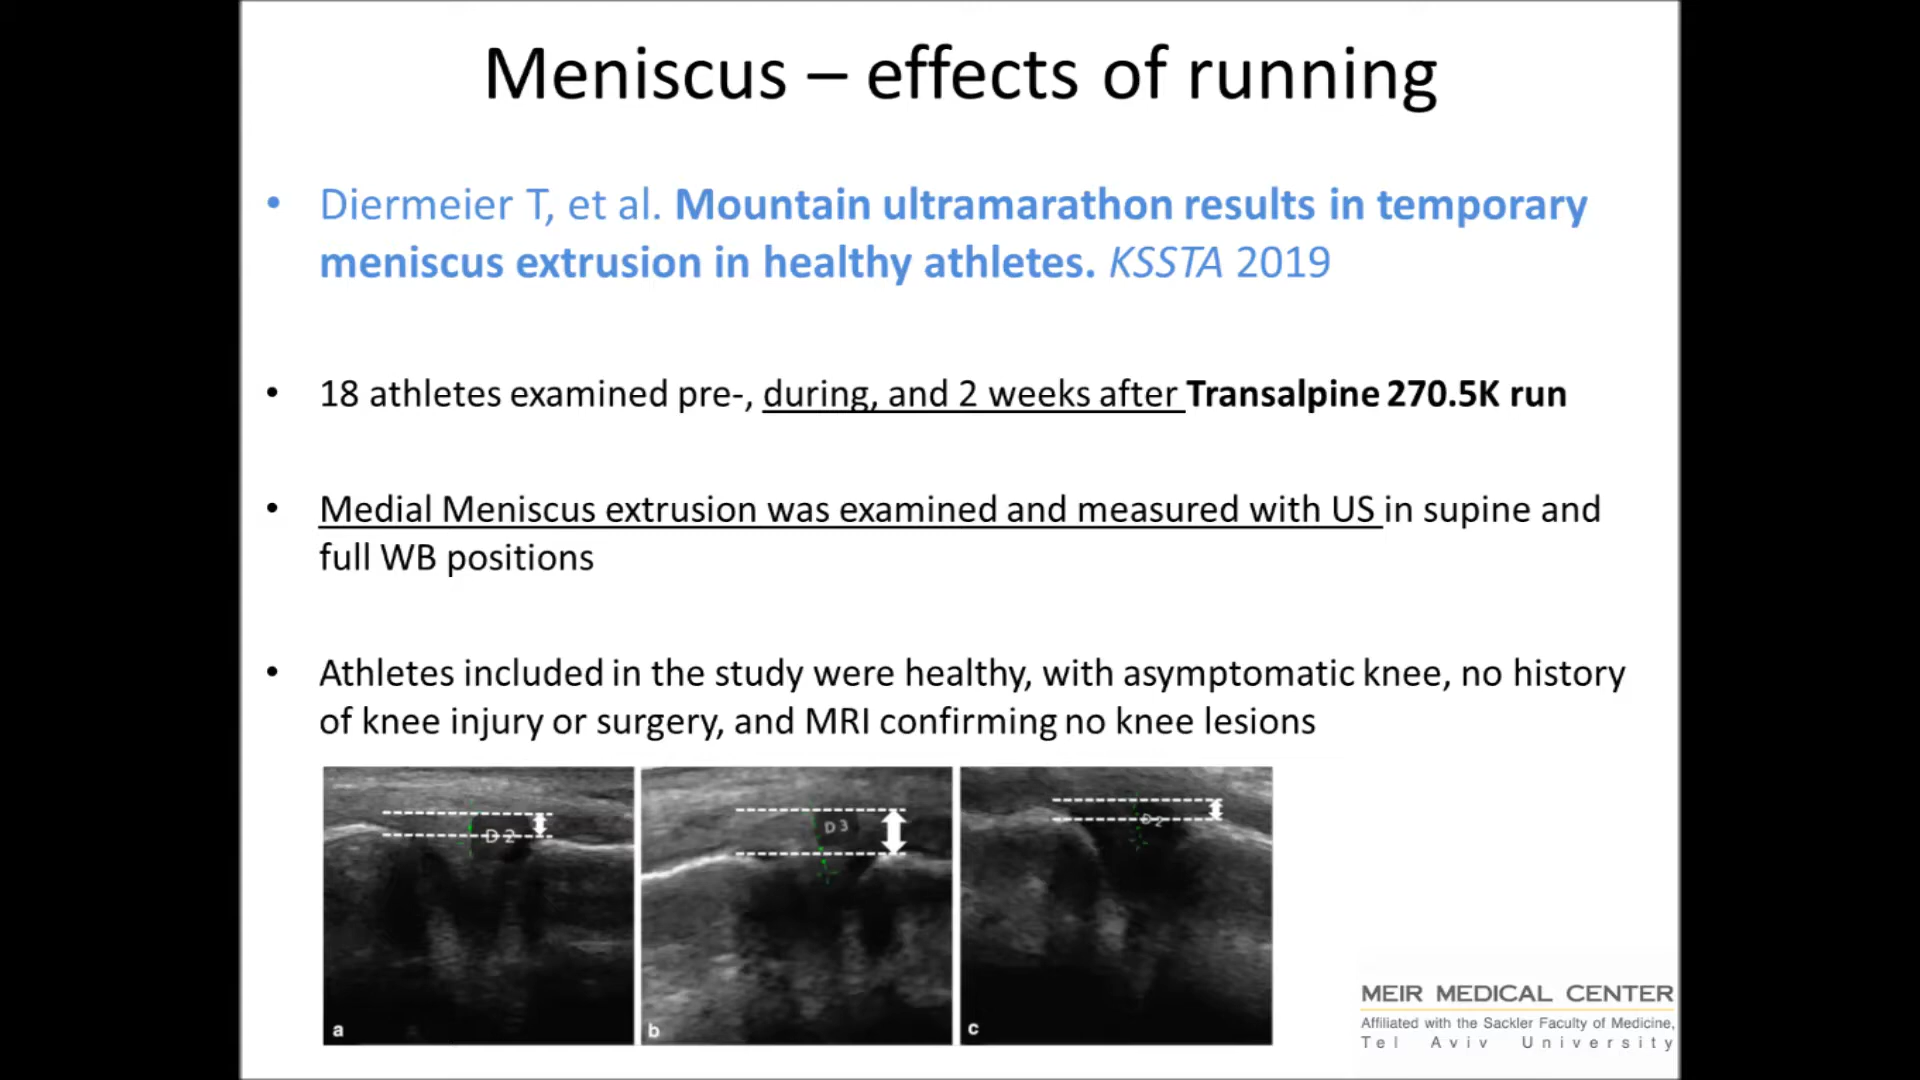 Meniscus – effects of running
• Diermeier T, et al. Mountain ultramarathon results in temporary
meniscus extrusion in healthy athletes. KSSTA 2019
• 18 athletes examined pre-, during, and 2 weeks after Transalpine 270.5K run
• Medial Meniscus extrusion was examined and measured with US in supine and
full WB positions
• Athletes included in the study were healthy, with asymptomatic knee, no history
of knee injury or surgery, and MRI confirming no knee lesions
D 2
D 3
D 2
a
b
c
MEIR MEDICAL CENTER
Affiliated with the Sackler Faculty of Medicine,
Tel Aviv University